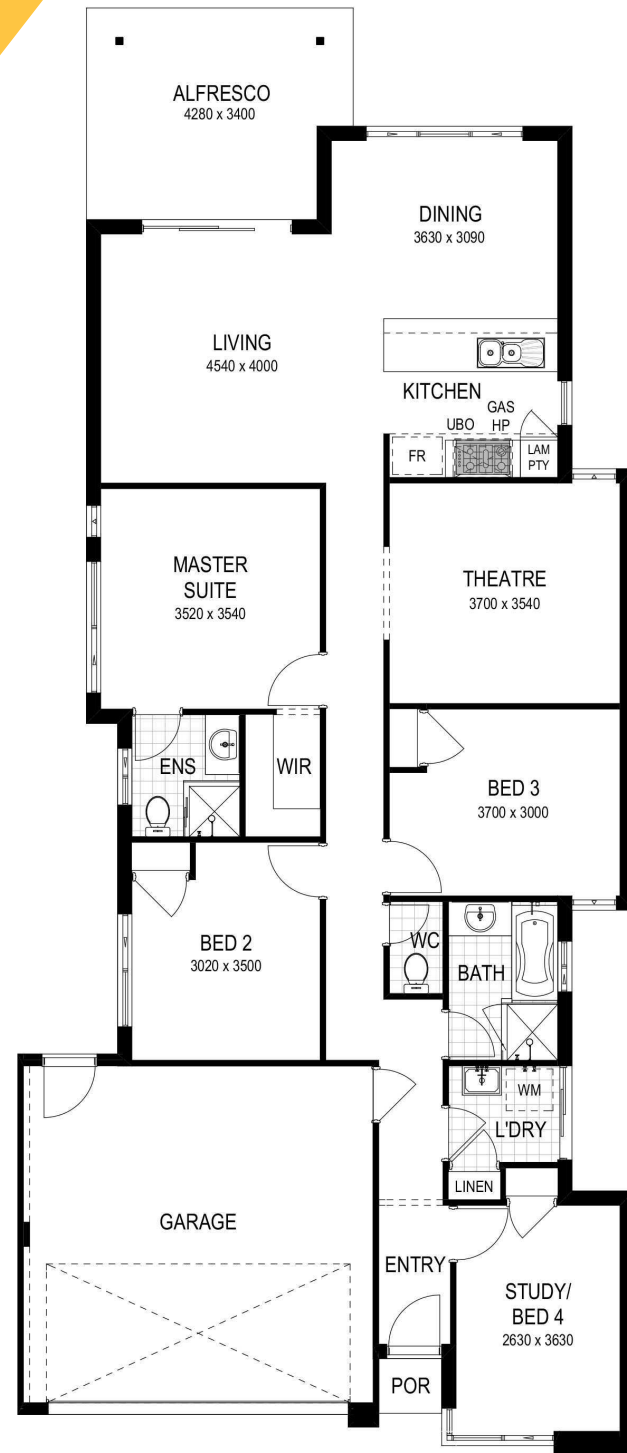 ALFRESCO
4280 x 3400
DINING
3630 x 3090
LIVING
4540 x 4000
KITCHEN
GAS
HP
UBO
FR
LAM
PTY
MASTER
SUITE
3520 x 3540
THEATRE
3700 x 3540
ENS
WIR
BED 3
3700 x 3000
BED 2
3020 x 3500
WC
BATH
WM
L'DRY
LINEN
GARAGE
ENTRY
STUDY/
BED 4
2630 x 3630
POR